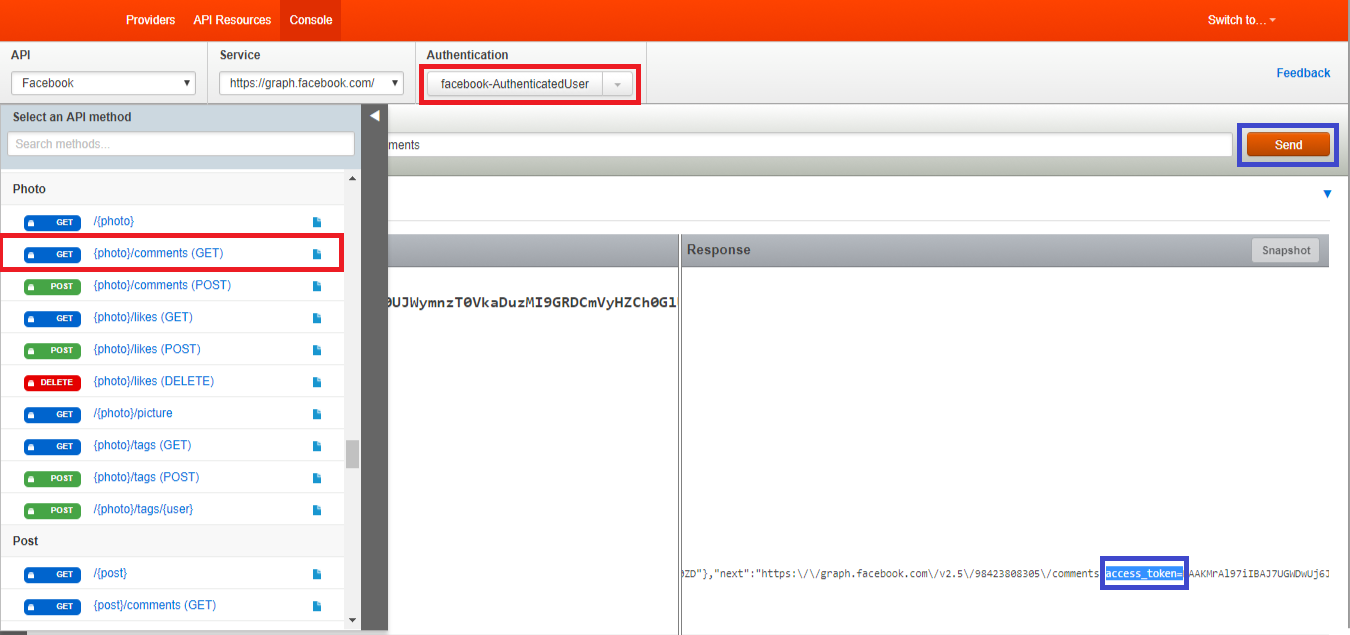 Providers API Resources Console Switch to...
API Service Authentication
Facebook https://graph.facebook.com/ facebook-AuthenticatedUser Feedback
Select an API method
Search methods... ments Send
Photo
GET /{photo}
GET {photo}/comments (GET) Response Snapshot
POST {photo}/comments (POST)
0UJWymnzT0VkaDuzMI9GRDCmVyHZCh0Gl
GET {photo}/likes (GET)
POST {photo}/likes (POST)
DELETE {photo}/likes (DELETE)
GET /{photo}/picture
GET {photo}/tags (GET)
POST {photo}/tags (POST)
POST /{photo}/tags/{user}
Post
GET /{post}
ZD"},"next":"https:\/\/graph.facebook.com\/v2.5\/98423808305\/comments access_token= AAKMrAl97iIBAJ7UGWDwUj6
GET {post}/comments (GET)